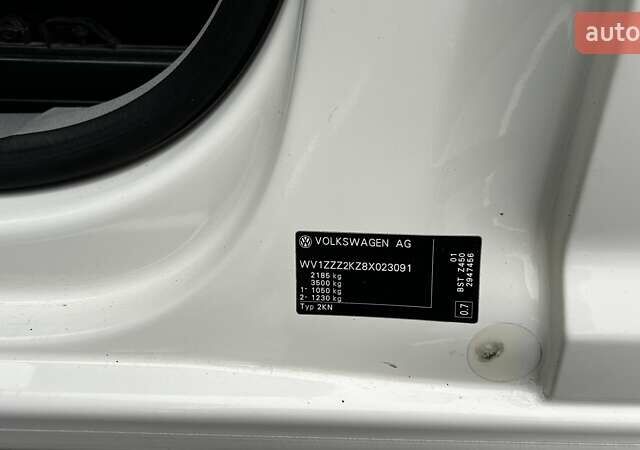 auto
VOLKSWAGEN AG
WV1ZZZ2KZ8X023091
2185 kg
3500 kg
1- 1050 kg
2- 1230 kg
Typ 2KN
01
BST Z450
2947456
0.7